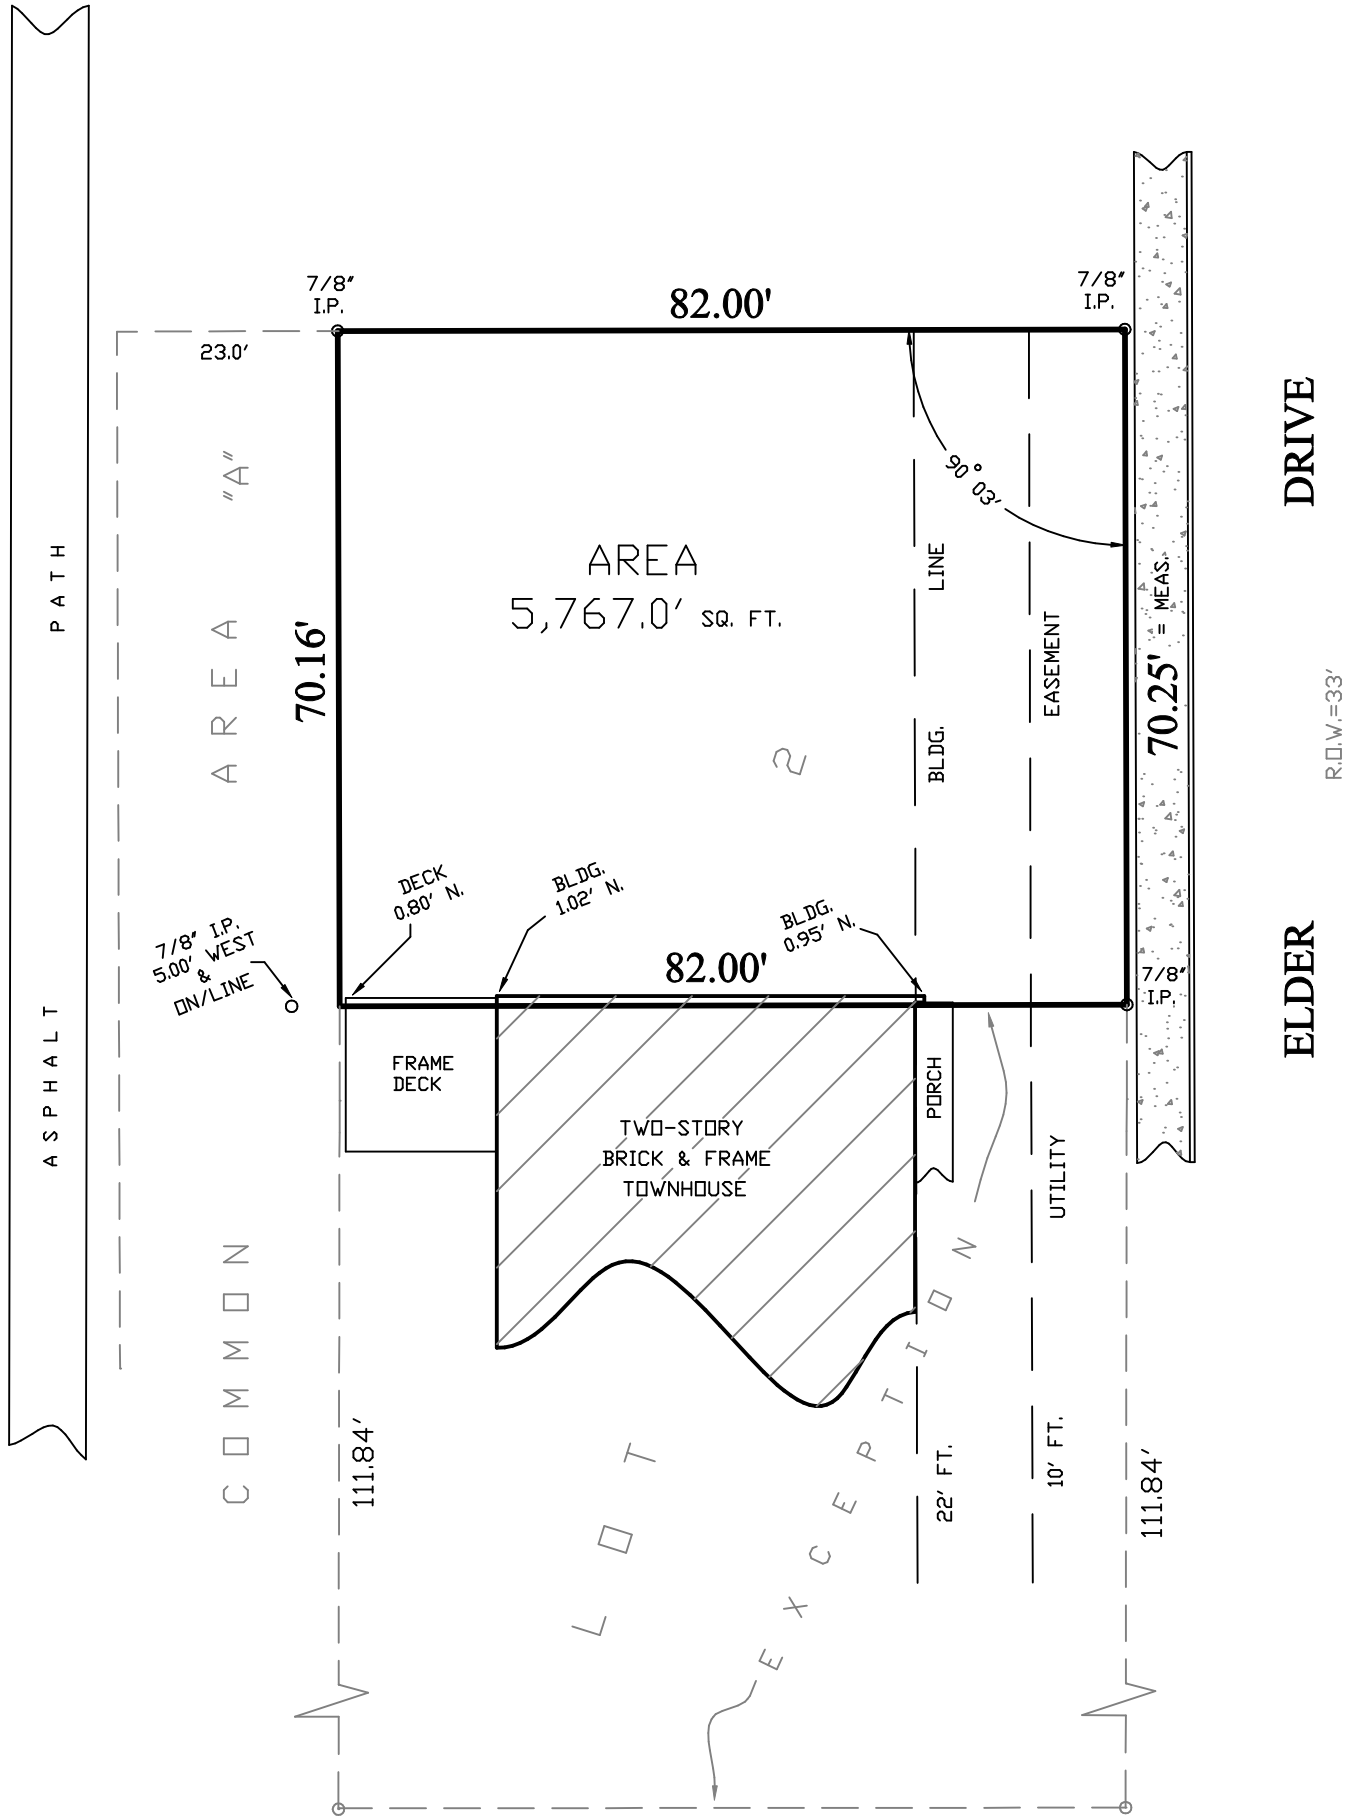 7/8" I.P.
82.00'
7/8" I.P.
23.0'
COMMON AREA "A"
ASPHALT PATH
ELDER DRIVE
R.O.W.=33'
90° 03'
AREA
5,767.0' SQ. FT.
70.16'
70.25' = MEAS.
22' FT. BLDG. LINE
10' FT. UTILITY EASEMENT
LOT 2
DECK
0.80' N.
BLDG.
1.02' N.
BLDG.
0.95' N.
7/8" I.P.
5.00' WEST
&
ON/LINE
82.00'
7/8"
I.P.
FRAME
DECK
PORCH
TWO-STORY
BRICK & FRAME
TOWNHOUSE
EXCEPTION
111.84'
111.84'